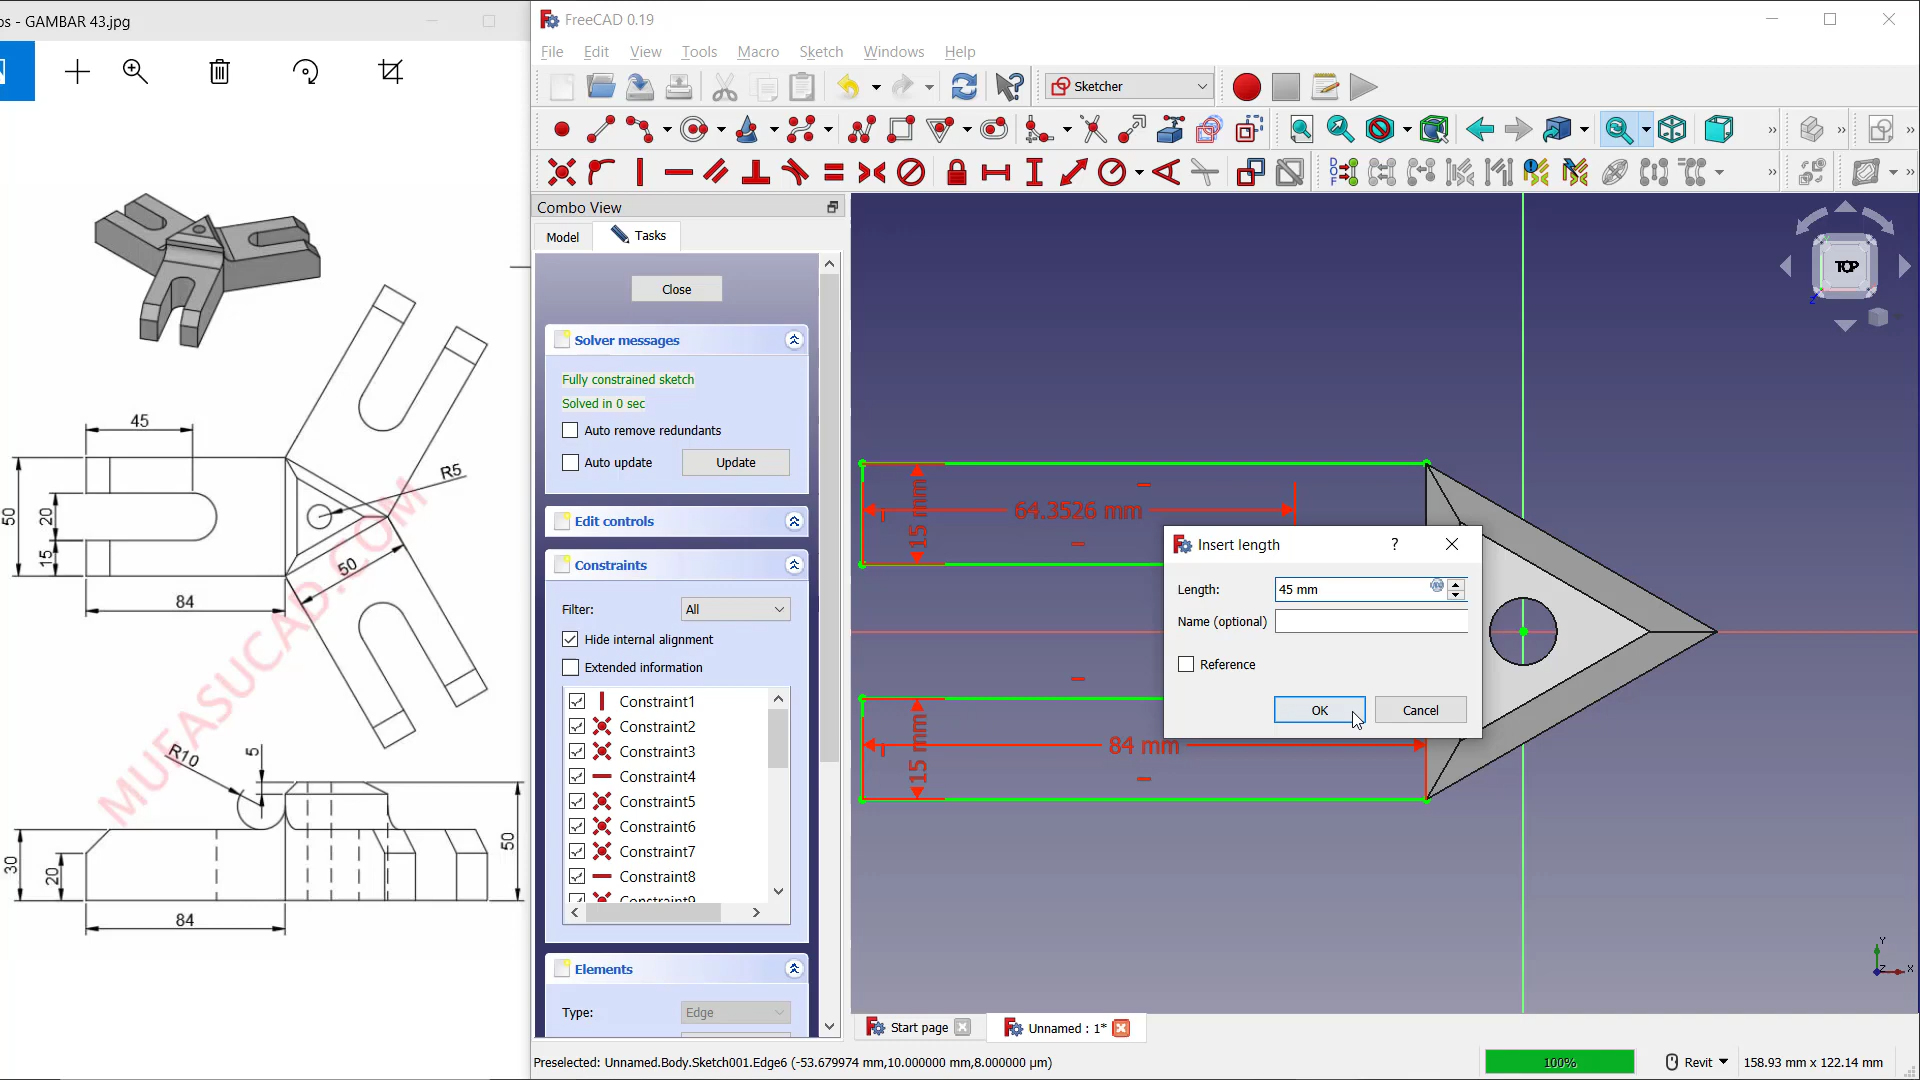 os - GAMBAR 43.jpg
FreeCAD 0.19
File Edit View Tools Macro Sketch Windows Help
Sketcher
Combo View
Model Tasks
Close
Solver messages
Fully constrained sketch
Solved in 0 sec
Auto remove redundants
Auto update Update
Edit controls
Constraints
Filter: All
Hide internal alignment
Extended information
Constraint1
Constraint2
Constraint3
Constraint4
Constraint5
Constraint6
Constraint7
Constraint8
Constraint9
Elements
Type: Edge
45
R5
50
20
15
50
84
R10
5
30
20
50
84
MUFASUCAD.COM
TOP
15 mm
64.3526 mm
15 mm
84 mm
Insert length ?
Length: 45 mm
Name (optional)
Reference
OK Cancel
Y
Z X
Start page Unnamed : 1*
Preselected: Unnamed.Body.Sketch001.Edge6 (-53.679974 mm,10.000000 mm,8.000000 µm)
100%
Revit
158.93 mm x 122.14 mm